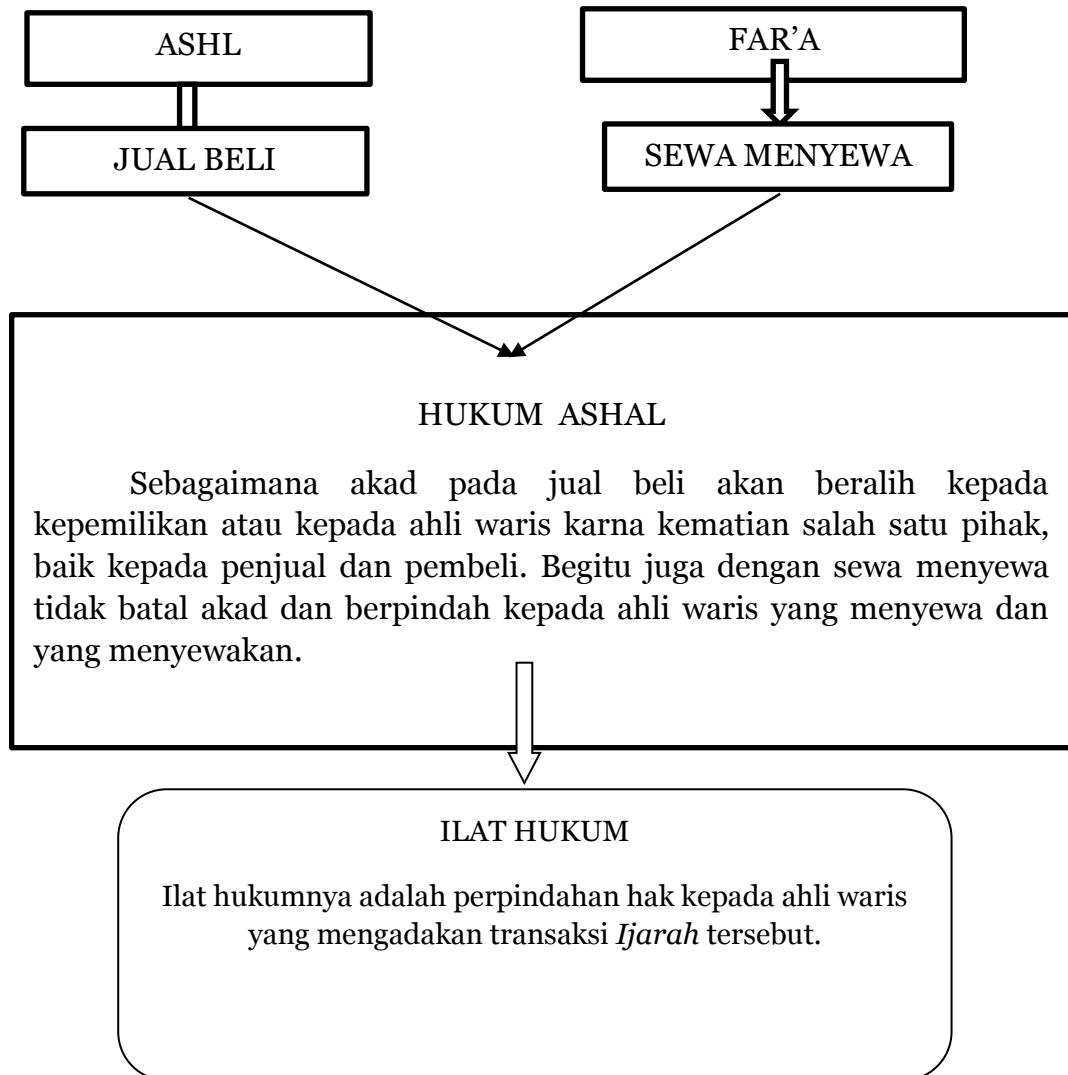 ASHL
FAR’A
JUAL BELI
SEWA MENYEWA
HUKUM ASHAL
Sebagaimana akad pada jual beli akan beralih kepada
kepemilikan atau kepada ahli waris karna kematian salah satu pihak,
baik kepada penjual dan pembeli. Begitu juga dengan sewa menyewa
tidak batal akad dan berpindah kepada ahli waris yang menyewa dan
yang menyewakan.
ILAT HUKUM
Ilat hukumnya adalah perpindahan hak kepada ahli waris
yang mengadakan transaksi Ijarah tersebut.